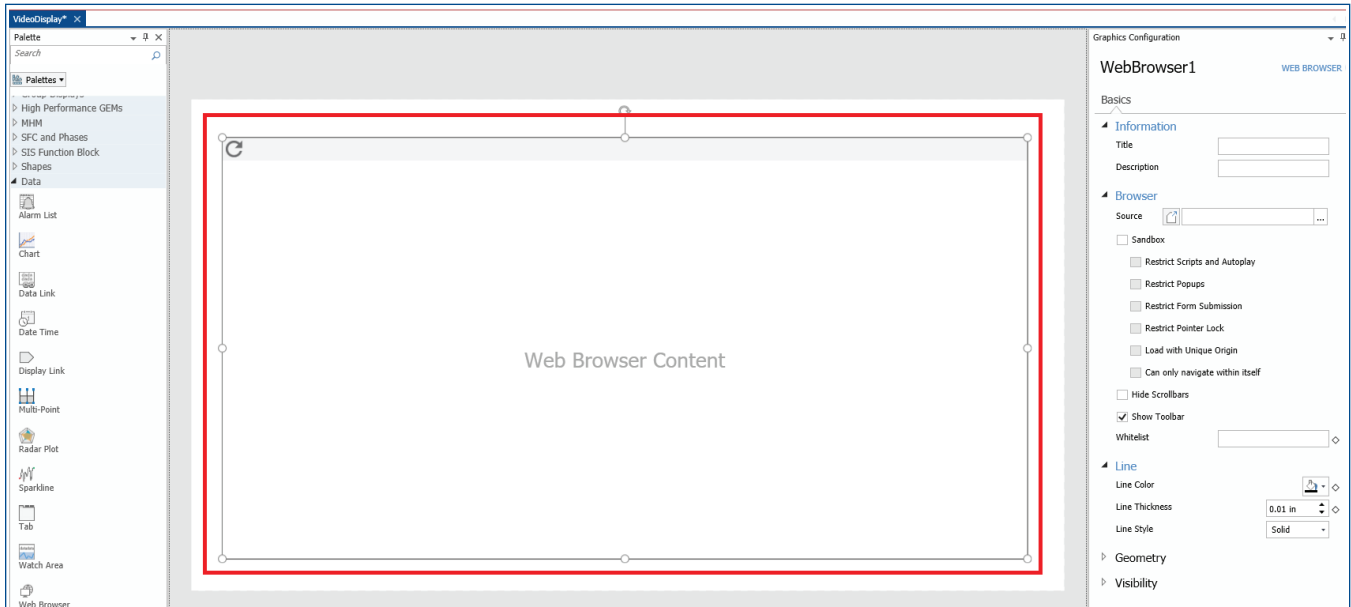 VideoDisplay*
Palette
Search
Palettes
Group Displays
High Performance GEMs
MHM
SFC and Phases
SIS Function Block
Shapes
Data
Alarm List
Chart
Data Link
Date Time
Display Link
Multi-Point
Radar Plot
Sparkline
Tab
Watch Area
Web Browser
Web Browser Content
Graphics Configuration
WebBrowser1 WEB BROWSER
Basics
Information
Title
Description
Browser
Source ...
Sandbox
Restrict Scripts and Autoplay
Restrict Popups
Restrict Form Submission
Restrict Pointer Lock
Load with Unique Origin
Can only navigate within itself
Hide Scrollbars
Show Toolbar
Whitelist
Line
Line Color
Line Thickness 0.01 in
Line Style Solid
Geometry
Visibility